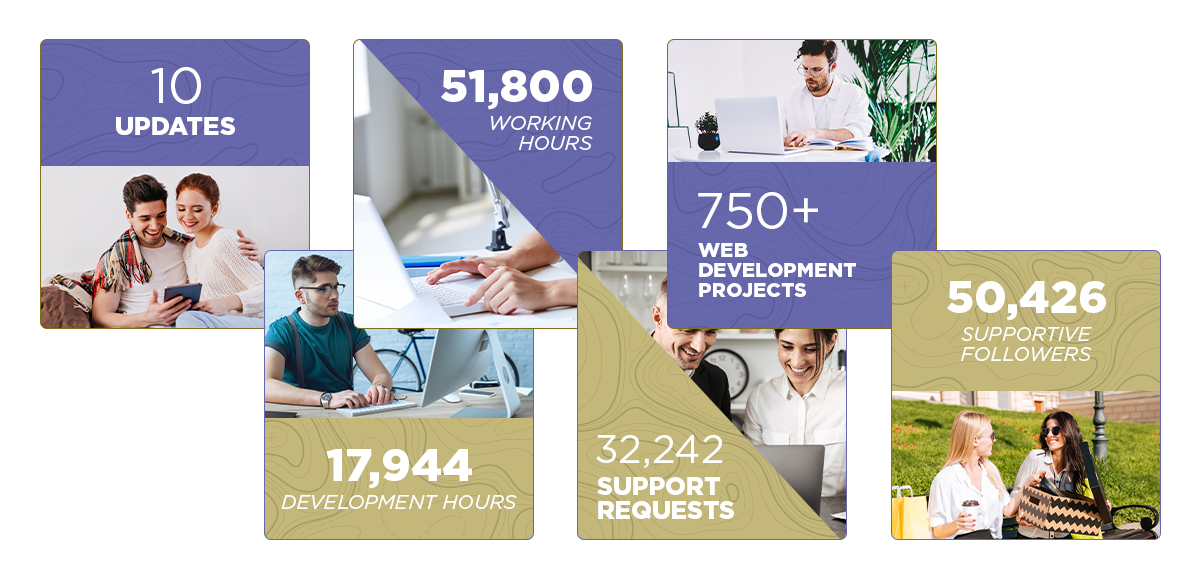 10
UPDATES
51,800
WORKING
HOURS
750+
WEB
DEVELOPMENT
PROJECTS
17,944
DEVELOPMENT HOURS
32,242
SUPPORT
REQUESTS
50,426
SUPPORTIVE
FOLLOWERS